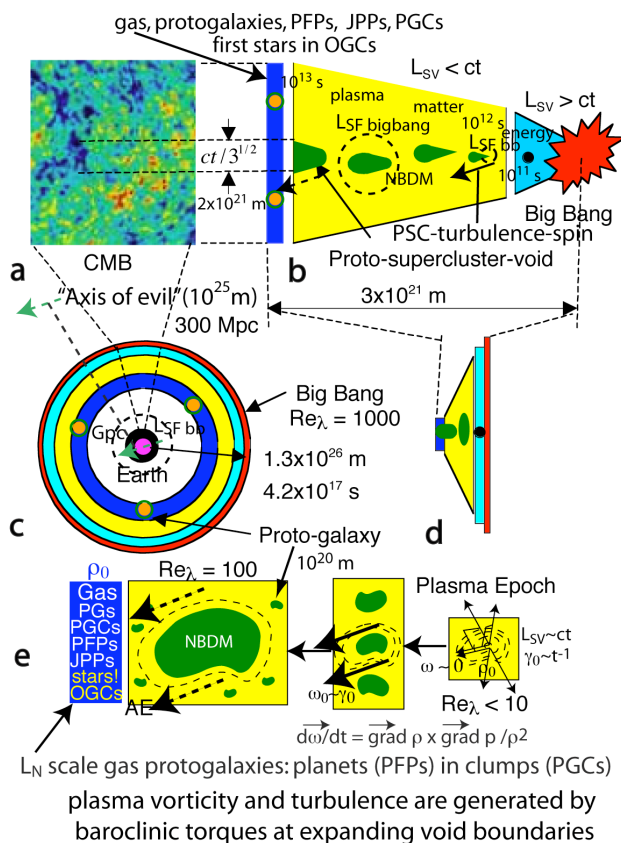 gas, protogalaxies, PFPs, JPPs, PGCs
first stars in OGCs
L_SV < ct
L_SV > ct
10^13 s
plasma
matter
10^12 s
energy
L_SF bigbang
L_SF bb
10^11 s
NBDM
ct / 3^1/2
2x10^21 m
Big Bang
PSC-turbulence-spin
Proto-supercluster-void
a
CMB
b
"Axis of evil" (10^25 m)
300 Mpc
3x10^21 m
Big Bang
Re_λ = 1000
Gpc
L_SF bb
Earth
1.3x10^26 m
4.2x10^17 s
c
d
Proto-galaxy
10^20 m
ρ_0
Gas
PGs
PGCs
PFPs
JPPs
stars!
OGCs
e
Re_λ = 100
NBDM
AE
ω_0~γ_0
Plasma Epoch
L_SV~ct
γ_0~t^-1
ω ~ 0
ρ_0
Re_λ < 10
dω/dt = grad ρ x grad p /ρ^2
L_N scale gas protogalaxies: planets (PFPs) in clumps (PGCs)
plasma vorticity and turbulence are generated by
baroclinic torques at expanding void boundaries